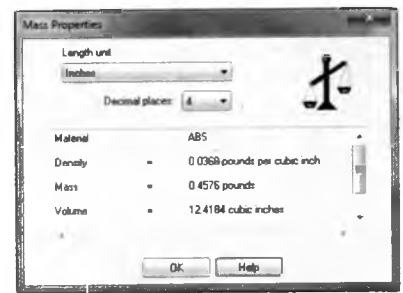 Mass Properties
Length unit
Inches
Decimal places: 4
Material ABS
Density = 0.0368 pounds per cubic inch
Mass = 0.4576 pounds
Volume = 12.4184 cubic inches
OK Help